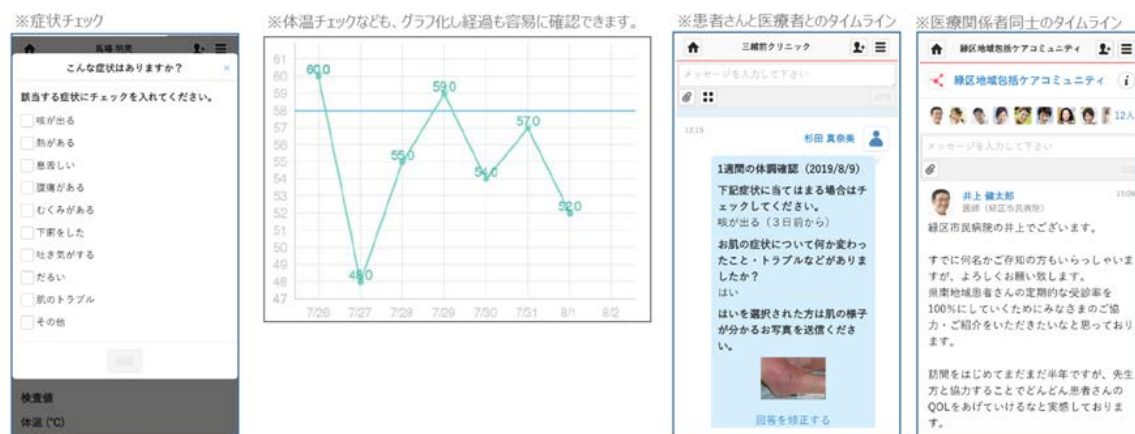 ※症状チェック
こんな症状はありますか？
×
該当する症状にチェックを入れてください。
咳が出る
熱がある
息苦しい
腹痛がある
むくみがある
下痢をした
吐き気がする
だるい
肌のトラブル
その他
検査値
体温 (℃)
※体温チェックなども、グラフ化し経過も容易に確認できます。
61
60
59
58
57
56
55
54
53
52
51
50
49
48
47
60.0
48.0
55.0
59.0
54.0
57.0
52.0
7/26
7/27
7/28
7/29
7/30
7/31
8/1
8/2
※患者さんと医療者とのタイムライン
三越前クリニック
メッセージを入力して下さい
12:15
杉田 真奈美
1週間の体調確認（2019/8/9）
下記症状に当てはまる場合はチ
ェックしてください。
咳が出る（３日前から）
お肌の症状について何か変わっ
たこと・トラブルなどがありま
したか？
はい
はいを選択された方は肌の様子
が分かるお写真を送信くださ
い。
回答を修正する
※医療関係者同士のタイムライン
緑区地域包括ケアコミュニティ
緑区地域包括ケアコミュニティ
12人
メッセージを入力して下さい
井上 健太郎
医師（緑区市民病院）
緑区市民病院の井上でございます。
すでに何名かご存知の方もいらっしゃいま
すが、よろしくお願い致します。
県南地域患者さんの定期的な受診率を
100%にしていくためにみなさまのご協
力・ご紹介をいただきたいなと思っており
ます。
訪問をはじめてまだまだ半年ですが、先生
方と協力することでどんどん患者さんの
QOLをあげていけるなと実感しておりま
す。